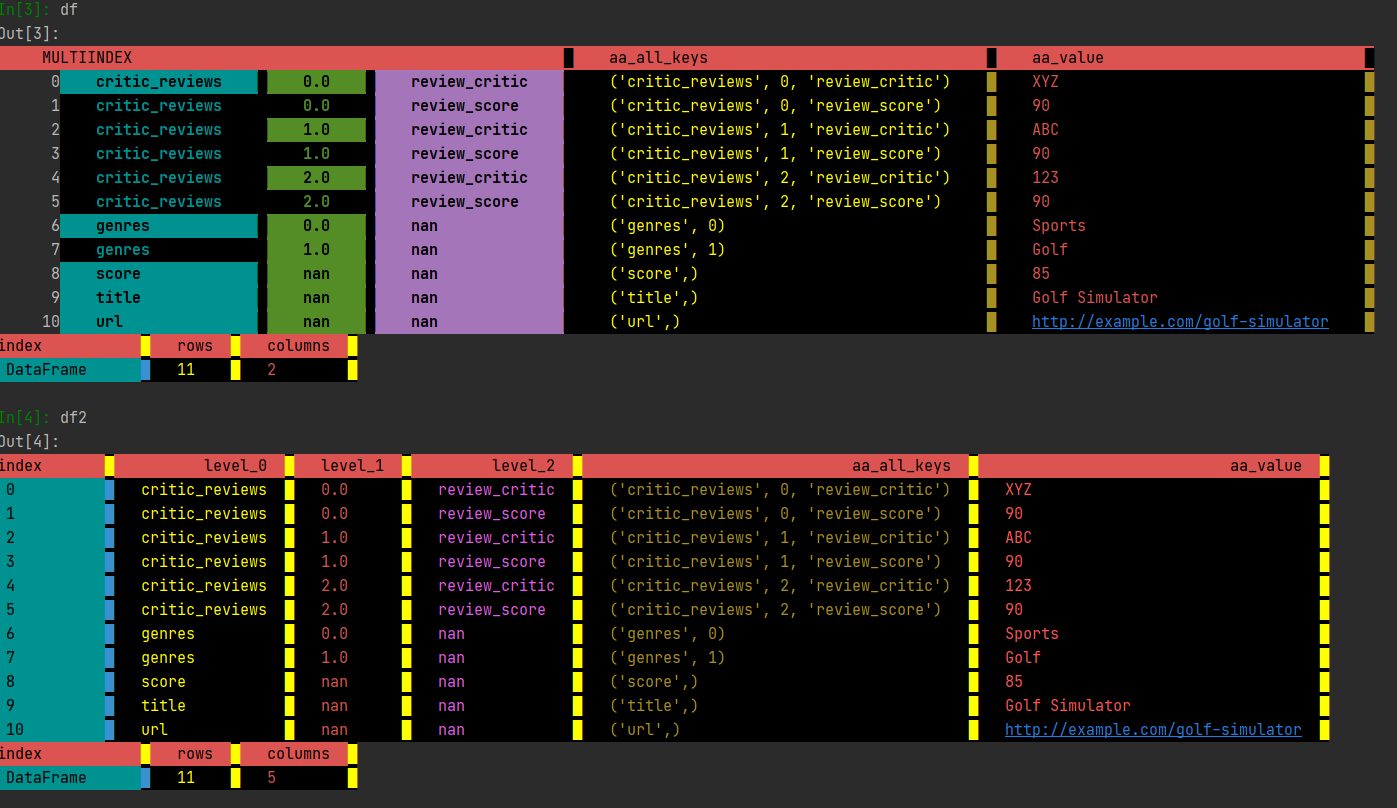 In[3]: df
Out[3]:
MULTIINDEX aa_all_keys aa_value
0 critic_reviews 0.0 review_critic ('critic_reviews', 0, 'review_critic') XYZ
1 critic_reviews 0.0 review_score ('critic_reviews', 0, 'review_score') 90
2 critic_reviews 1.0 review_critic ('critic_reviews', 1, 'review_critic') ABC
3 critic_reviews 1.0 review_score ('critic_reviews', 1, 'review_score') 90
4 critic_reviews 2.0 review_critic ('critic_reviews', 2, 'review_critic') 123
5 critic_reviews 2.0 review_score ('critic_reviews', 2, 'review_score') 90
6 genres 0.0 nan ('genres', 0) Sports
7 genres 1.0 nan ('genres', 1) Golf
8 score nan nan ('score',) 85
9 title nan nan ('title',) Golf Simulator
10 url nan nan ('url',) http://example.com/golf-simulator
index rows columns
DataFrame 11 2
In[4]: df2
Out[4]:
index level_0 level_1 level_2 aa_all_keys aa_value
0 critic_reviews 0.0 review_critic ('critic_reviews', 0, 'review_critic') XYZ
1 critic_reviews 0.0 review_score ('critic_reviews', 0, 'review_score') 90
2 critic_reviews 1.0 review_critic ('critic_reviews', 1, 'review_critic') ABC
3 critic_reviews 1.0 review_score ('critic_reviews', 1, 'review_score') 90
4 critic_reviews 2.0 review_critic ('critic_reviews', 2, 'review_critic') 123
5 critic_reviews 2.0 review_score ('critic_reviews', 2, 'review_score') 90
6 genres 0.0 nan ('genres', 0) Sports
7 genres 1.0 nan ('genres', 1) Golf
8 score nan nan ('score',) 85
9 title nan nan ('title',) Golf Simulator
10 url nan nan ('url',) http://example.com/golf-simulator
index rows columns
DataFrame 11 5